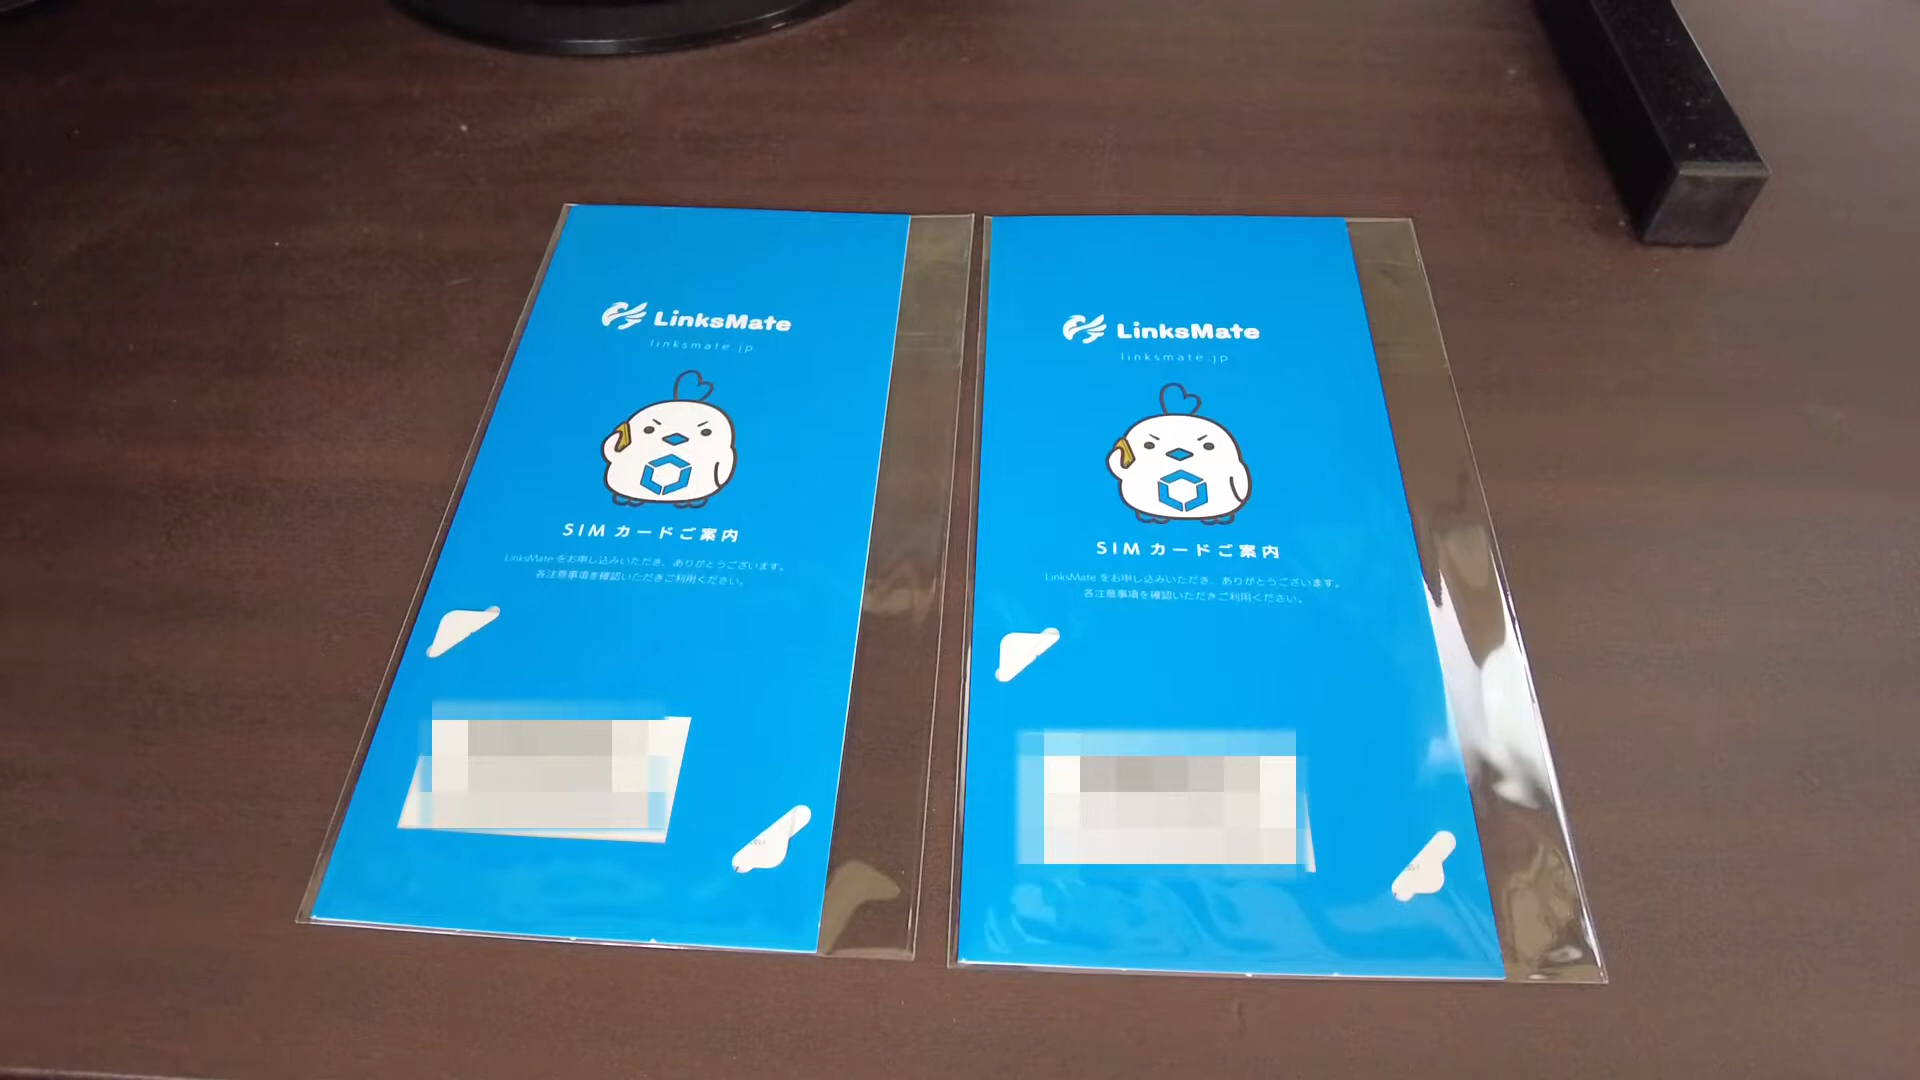 LinksMate
linksmate.jp
SIM カードご案内
LinksMate をお申し込みいただき、ありがとうございます。
各注意事項を確認いただきご利用ください。
LinksMate
linksmate.jp
SIM カードご案内
LinksMate をお申し込みいただき、ありがとうございます。
各注意事項を確認いただきご利用ください。